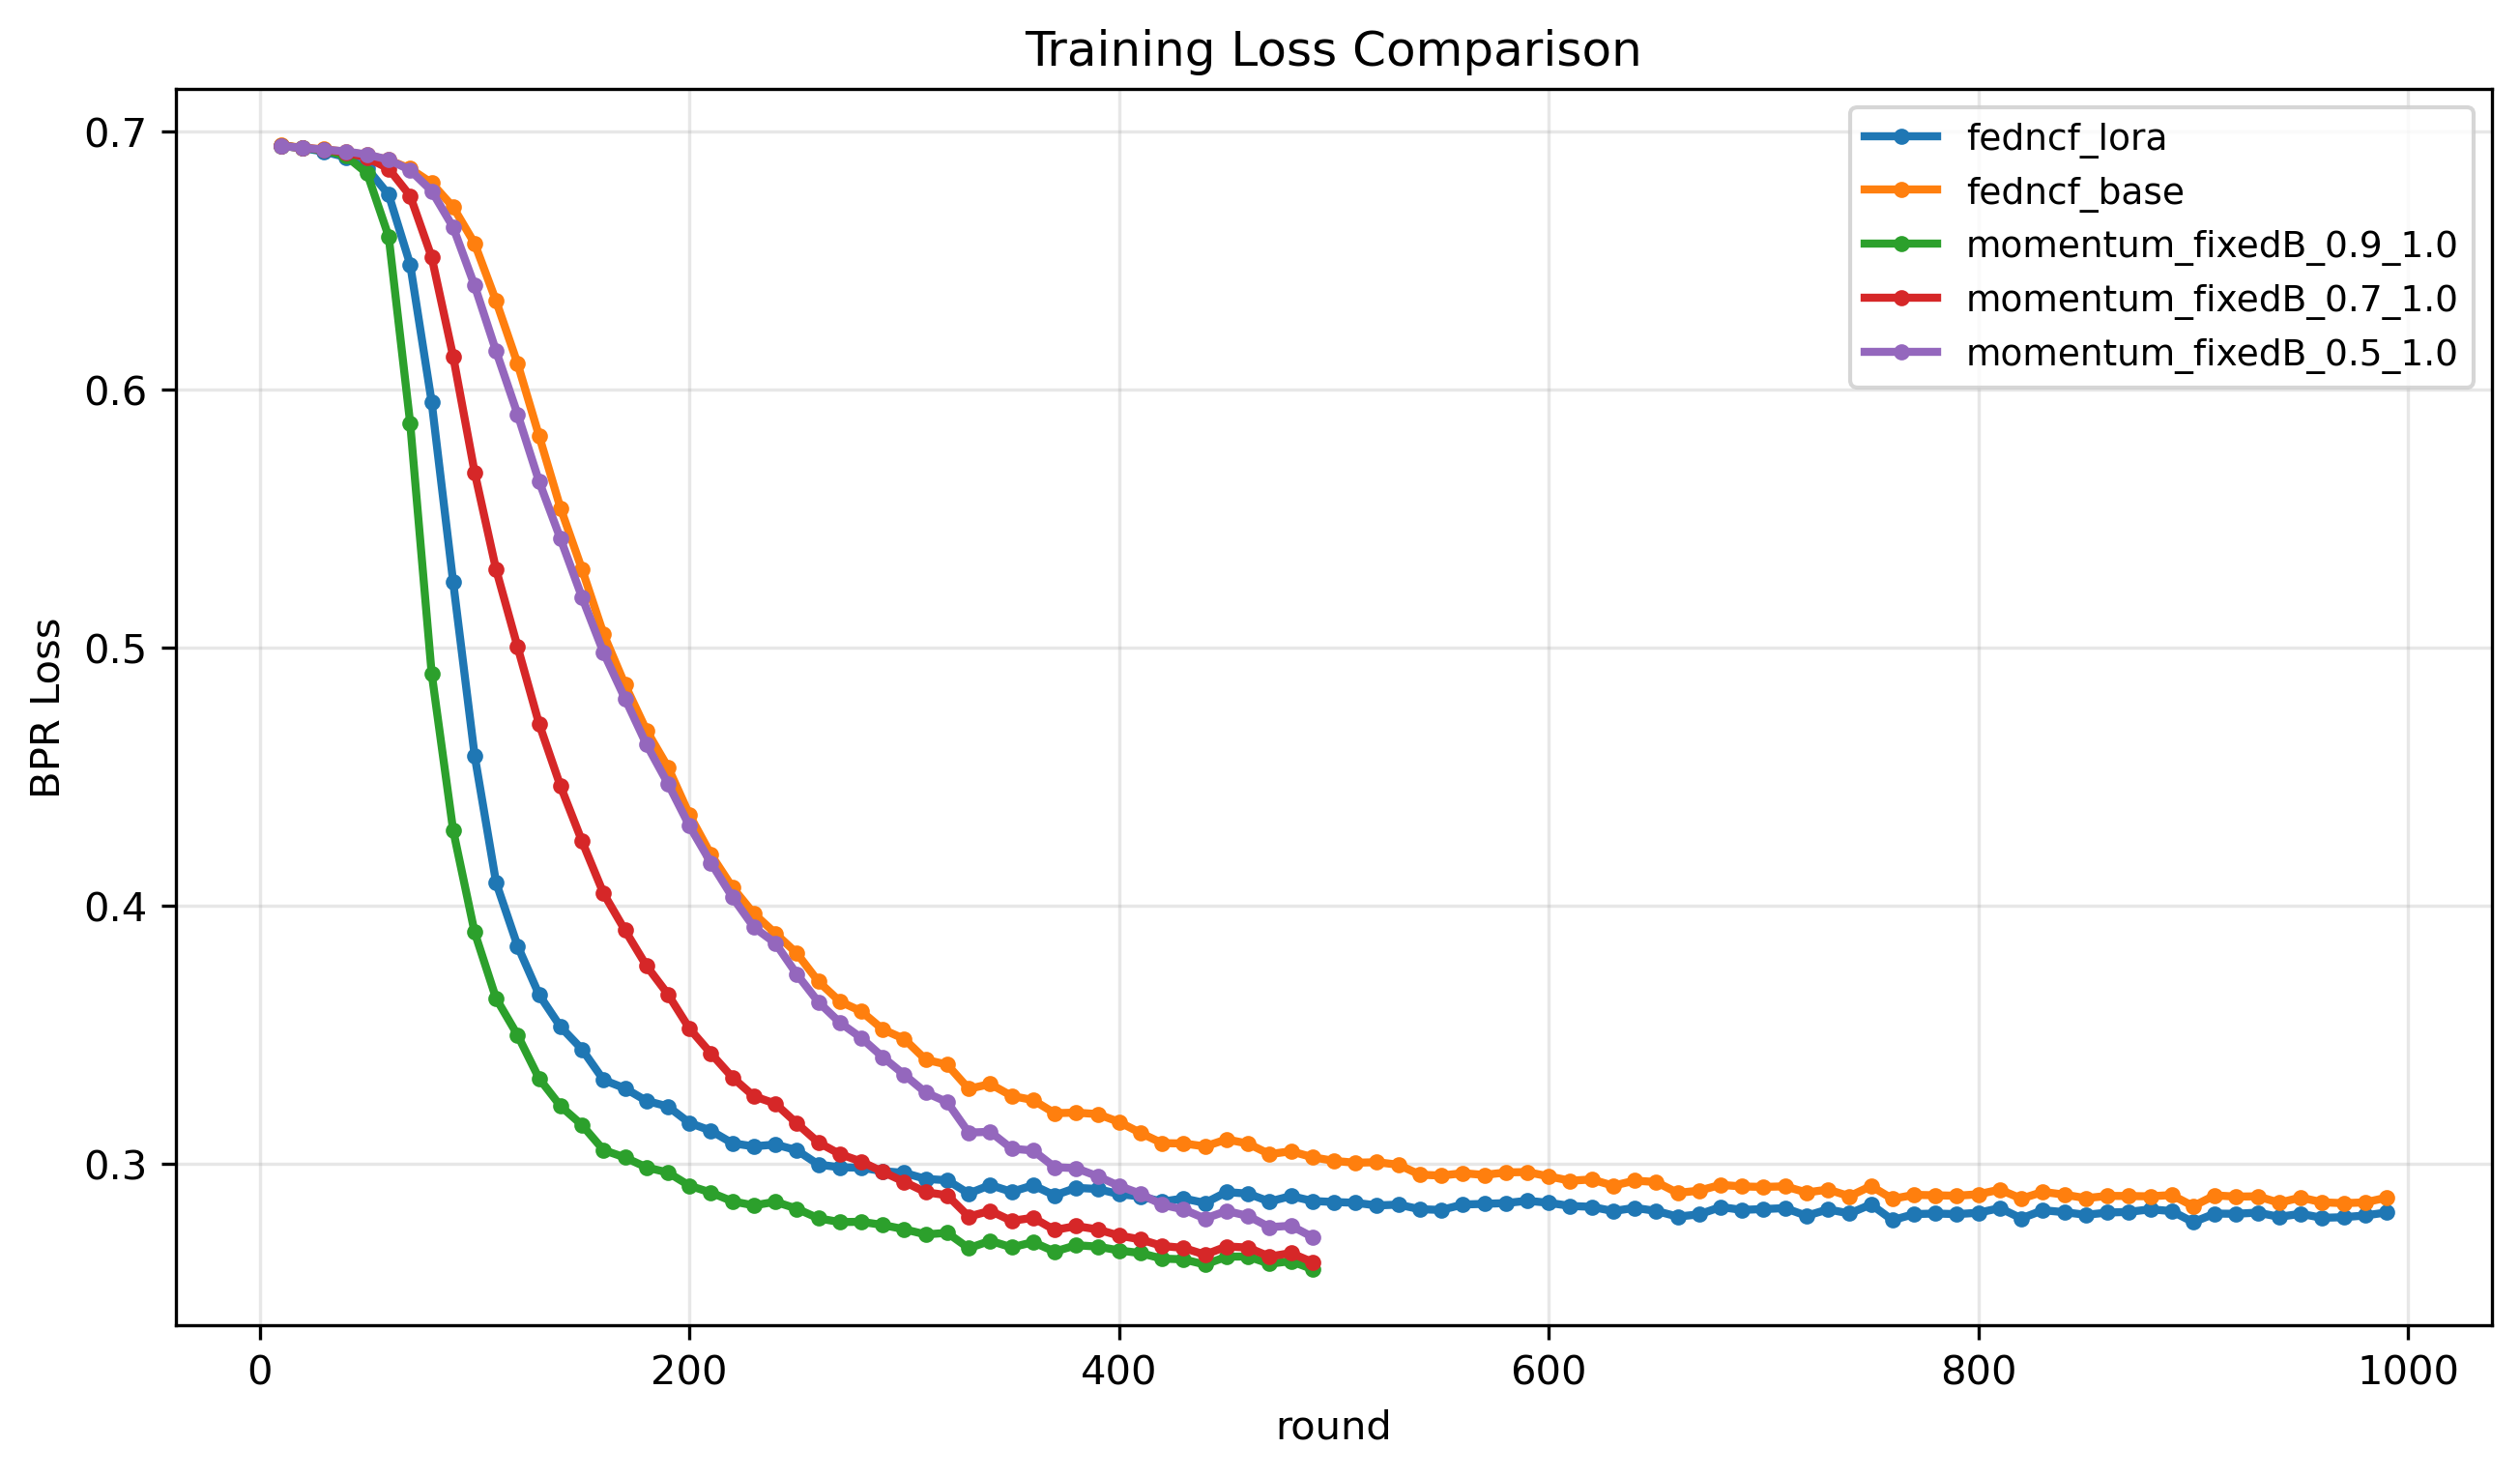 Training Loss Comparison
0.7
0.6
0.5
0.4
0.3
BPR Loss
0
200
400
600
800
1000
round
fedncf_lora
fedncf_base
momentum_fixedB_0.9_1.0
momentum_fixedB_0.7_1.0
momentum_fixedB_0.5_1.0